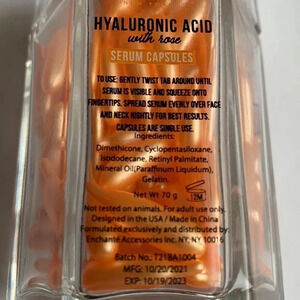 HYALURONIC ACID
with rose
SERUM CAPSULES
TO USE: GENTLY TWIST TAB AROUND UNTIL
SERUM IS VISIBLE AND SQUEEZE ONTO
FINGERTIPS. SPREAD SERUM EVENLY OVER FACE
AND NECK NIGHTLY FOR BEST RESULTS.
CAPSULES ARE SINGLE USE.
Ingredients:
Dimethicone, Cyclopentasiloxane,
Isododecane, Retinyl Palmitate,
Mineral Oil(Paraffinum Liquidum),
Gelatin.
Net Wt 70 g
12M
Not tested on animals. For adult use only.
Designed in the USA / Made in China
Formulated exclusively and distributed by:
Enchanté Accessories Inc. NY, NY 10016
Batch No.: 7218A1004
MFG: 10/20/2021
EXP: 10/19/2023